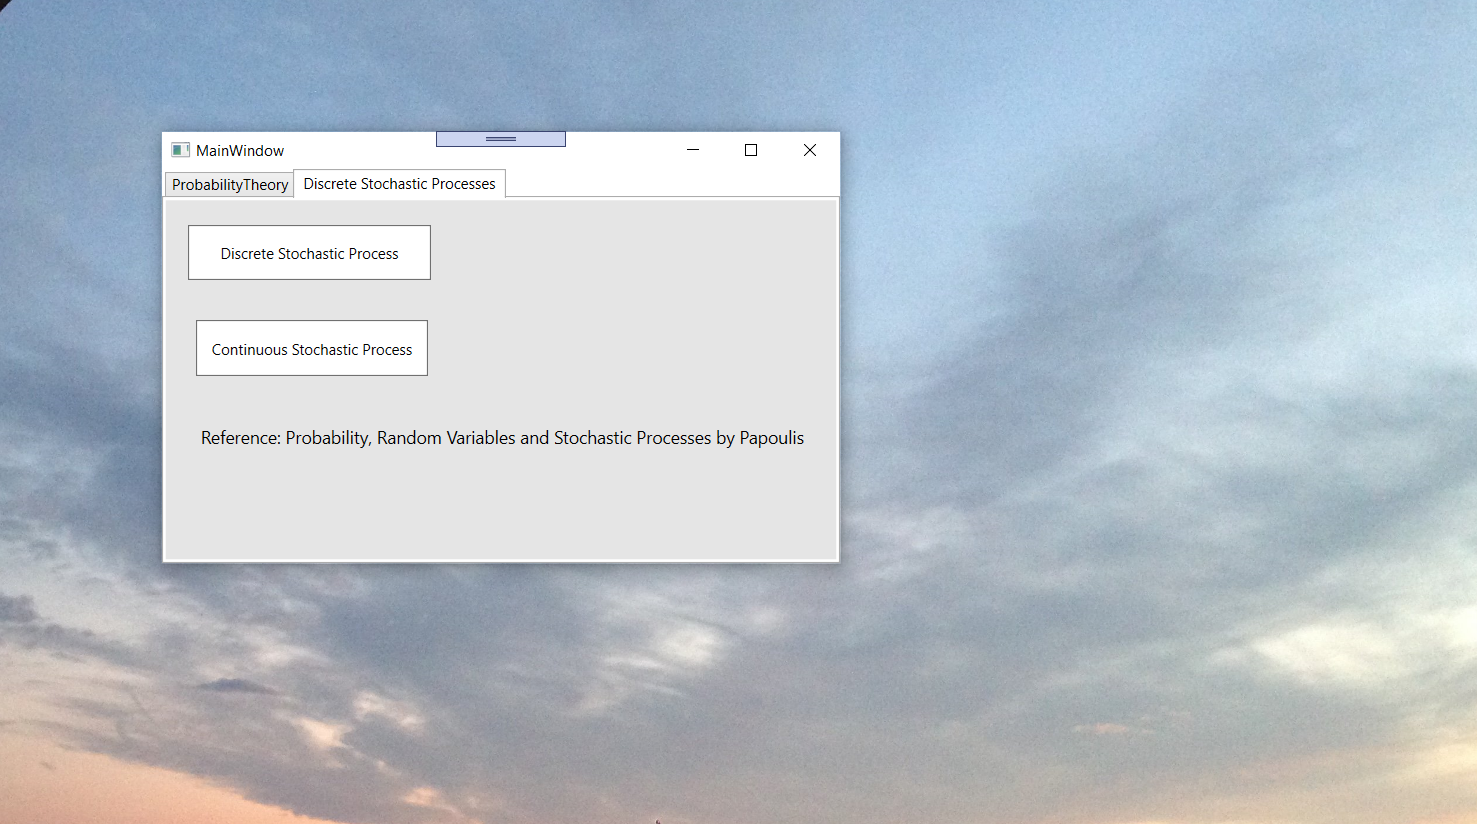 MainWindow
ProbabilityTheory
Discrete Stochastic Processes
Discrete Stochastic Process
Continuous Stochastic Process
Reference: Probability, Random Variables and Stochastic Processes by Papoulis